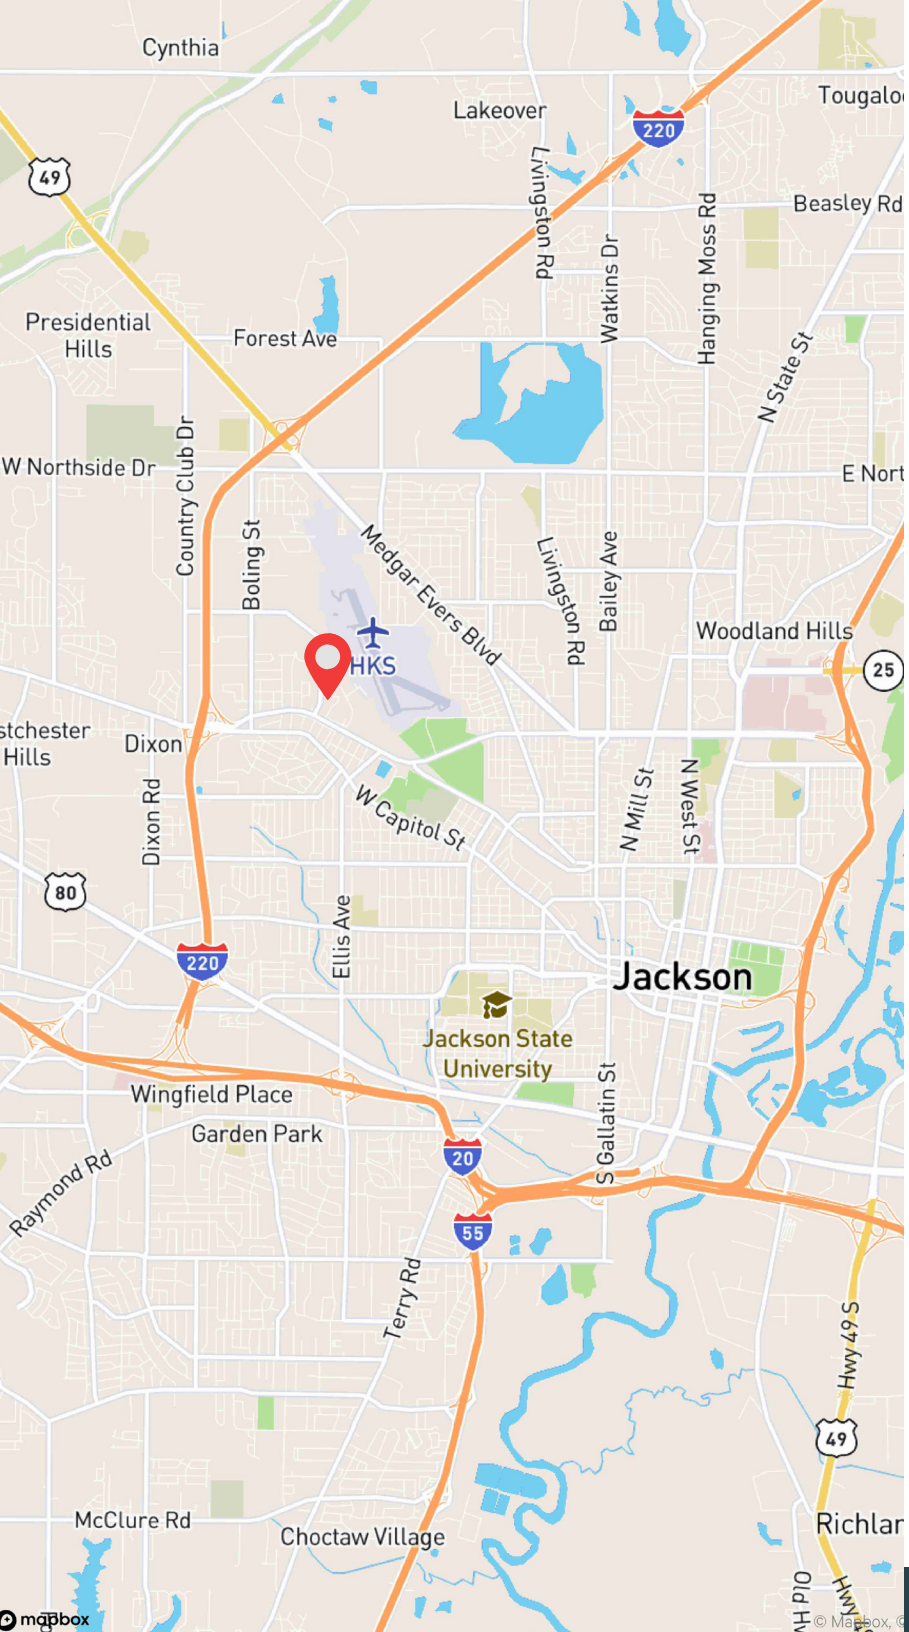 Cynthia
Lakeover
Tougaloo
220
49
Livingston Rd
Beasley Rd
Hanging Moss Rd
Watkins Dr
Presidential
Hills
Forest Ave
N State St
Country Club Dr
W Northside Dr
E Nort
Boling St
Medgar Evers Blvd
Livingston Rd
Bailey Ave
Woodland Hills
HKS
25
stchester
Hills
Dixon
Dixon Rd
W Capitol St
N Mill St
N West St
80
Ellis Ave
220
Jackson
Jackson State
University
Wingfield Place
S Gallatin St
Garden Park
20
Raymond Rd
55
Terry Rd
Hwy 49 S
49
McClure Rd
Choctaw Village
Richlan
Old Hw
Hwy 4
mapbox
© Mapbox, ©